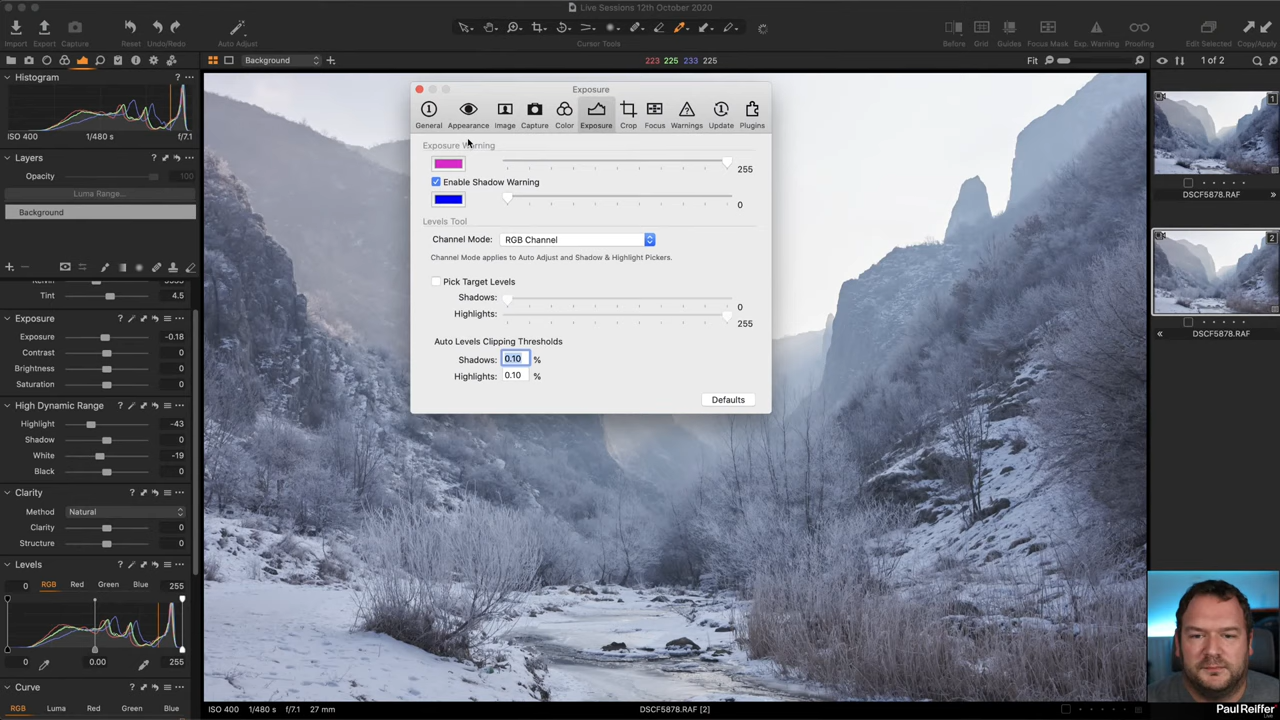 Live Sessions 12th October 2020
Import Export Capture Reset Undo/Redo Auto Adjust Cursor Tools Before Grid Guides Focus Mask Exp. Warning Proofing Edit Selected Copy/Apply
Background 223 225 233 225 Fit 1 of 2
Histogram
ISO 400 1/480 s f/7.1
Layers
Opacity 100
Luma Range...
Background
Kelvin
Tint 4.5
Exposure
Exposure -0.18
Contrast 0
Brightness 0
Saturation 0
High Dynamic Range
Highlight -43
Shadow 0
White -19
Black 0
Clarity
Method Natural
Clarity 0
Structure 0
Levels
0 RGB Red Green Blue 255
0 0.00 255
Curve
RGB Luma Red Green Blue
Exposure
General Appearance Image Capture Color Exposure Crop Focus Warnings Update Plugins
Exposure Warning
255
Enable Shadow Warning
0
Levels Tool
Channel Mode: RGB Channel
Channel Mode applies to Auto Adjust and Shadow & Highlight Pickers.
Pick Target Levels
Shadows: 0
Highlights: 255
Auto Levels Clipping Thresholds
Shadows: 0.10 %
Highlights: 0.10 %
Defaults
1
DSCF5878.RAF
2
DSCF5878.RAF
ISO 400 1/480 s f/7.1 27 mm DSCF5878.RAF [2]
Paul Reiffer
Live